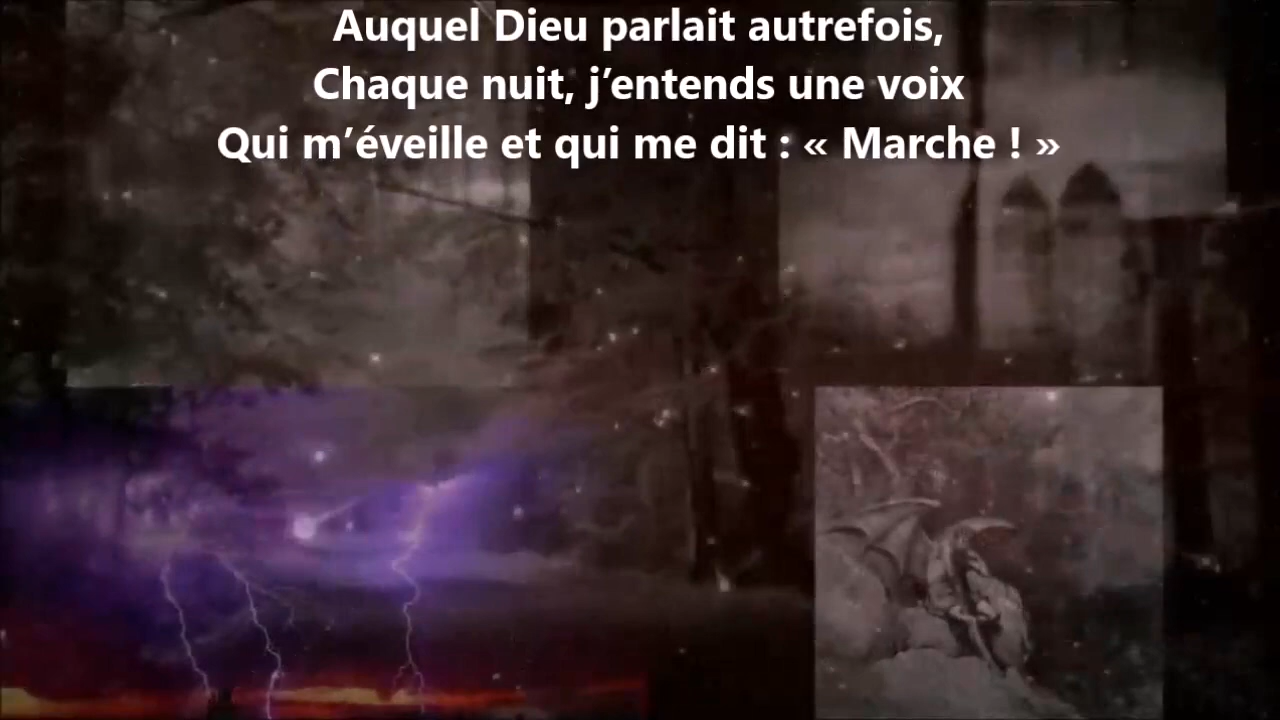 Auquel Dieu parlait autrefois,
Chaque nuit, j’entends une voix
Qui m’éveille et qui me dit : « Marche ! »